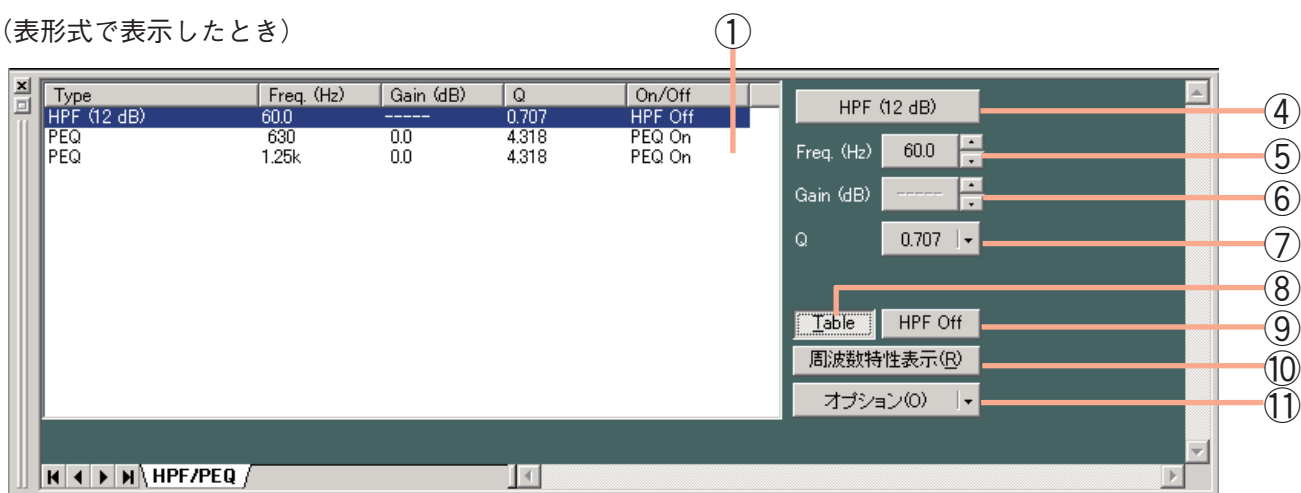 (表形式で表示したとき)
①
Type Freq. (Hz) Gain (dB) Q On/Off
HPF (12 dB) 60.0 ----- 0.707 HPF Off
PEQ 630 0.0 4.318 PEQ On
PEQ 1.25k 0.0 4.318 PEQ On
HPF (12 dB) ④
Freq. (Hz) 60.0 ⑤
Gain (dB) ----- ⑥
Q 0.707 ⑦
⑧
Table HPF Off ⑨
周波数特性表示(R) ⑩
オプション(O) ⑪
HPF/PEQ